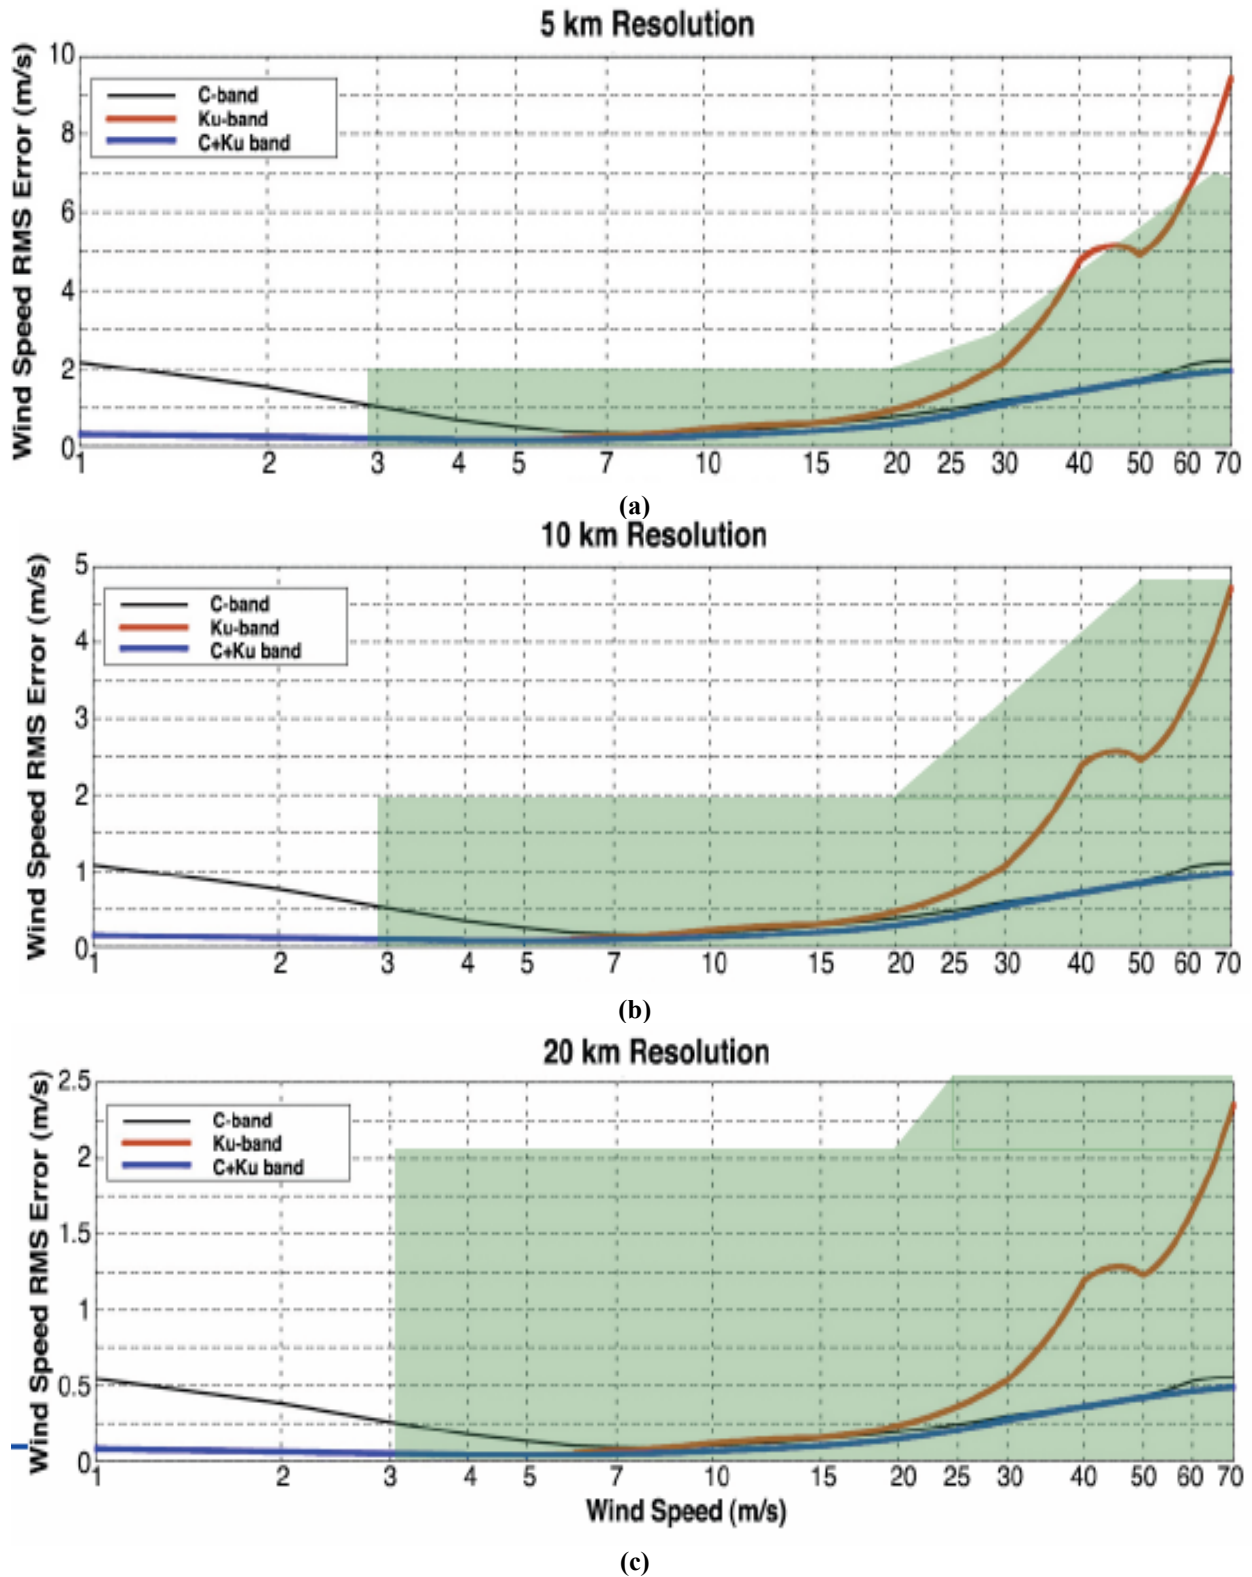 5 km Resolution
Wind Speed RMS Error (m/s)
10
8
6
4
2
0
C-band
Ku-band
C+Ku band
1 2 3 4 5 7 10 15 20 25 30 40 50 60 70
(a)
10 km Resolution
Wind Speed RMS Error (m/s)
5
4
3
2
1
0
C-band
Ku-band
C+Ku band
1 2 3 4 5 7 10 15 20 25 30 40 50 60 70
(b)
20 km Resolution
Wind Speed RMS Error (m/s)
2.5
2
1.5
1
0.5
0
C-band
Ku-band
C+Ku band
1 2 3 4 5 7 10 15 20 25 30 40 50 60 70
Wind Speed (m/s)
(c)